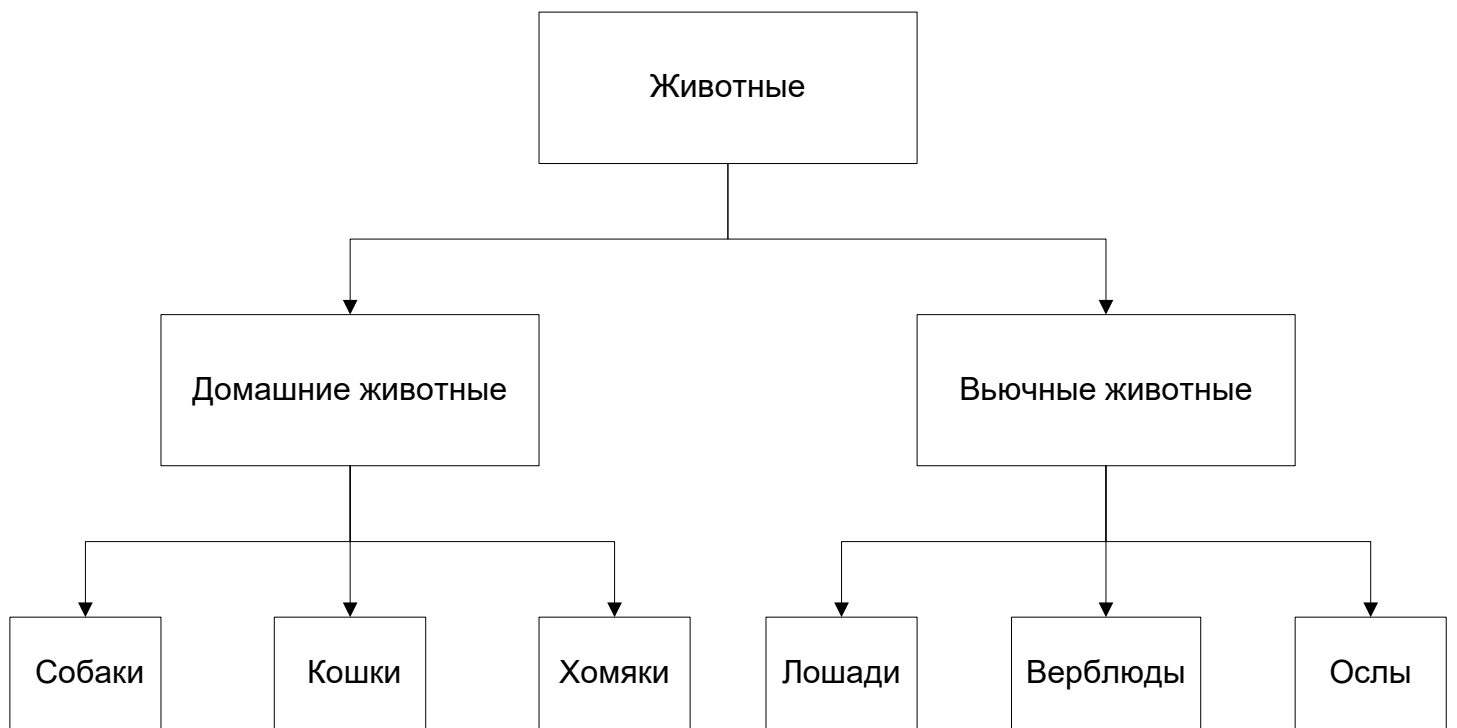 Животные
Домашние животные
Вьючные животные
Собаки
Кошки
Хомяки
Лошади
Верблюды
Ослы